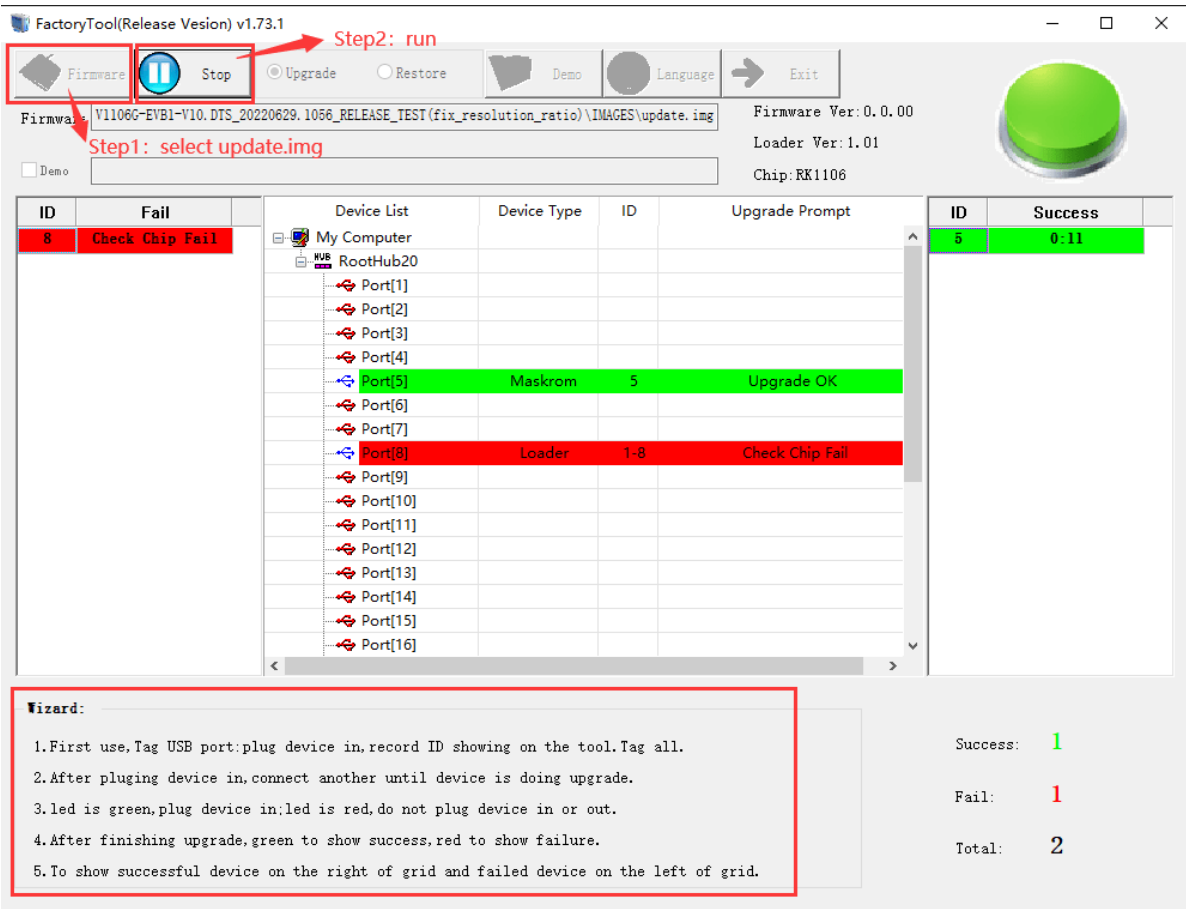 FactoryTool(Release Vesion) v1.73.1
Step2: run
Firmware Stop Upgrade Restore Demo Language Exit
Firmware: V1106G-EVB1-V10.DTS_20220629.1056_RELEASE_TEST(fix_resolution_ratio)\IMAGES\update.img
Firmware Ver:0.0.00
Step1: select update.img
Loader Ver:1.01
Demo
Chip:RK1106
ID Fail
8 Check Chip Fail
Device List Device Type ID Upgrade Prompt
My Computer
HUB RootHub20
Port[1]
Port[2]
Port[3]
Port[4]
Port[5] Maskrom 5 Upgrade OK
Port[6]
Port[7]
Port[8] Loader 1-8 Check Chip Fail
Port[9]
Port[10]
Port[11]
Port[12]
Port[13]
Port[14]
Port[15]
Port[16]
ID Success
5 0:11
Wizard:
1.First use,Tag USB port:plug device in,record ID showing on the tool.Tag all.
2.After pluging device in,connect another until device is doing upgrade.
3.led is green,plug device in;led is red,do not plug device in or out.
4.After finishing upgrade,green to show success,red to show failure.
5.To show successful device on the right of grid and failed device on the left of grid.
Success: 1
Fail: 1
Total: 2